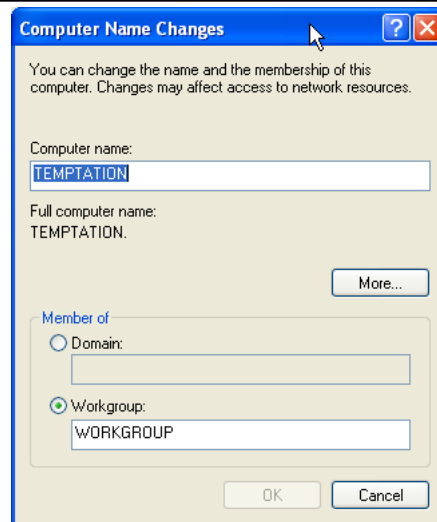 Computer Name Changes
You can change the name and the membership of this
computer. Changes may affect access to network resources.
Computer name:
TEMPTATION
Full computer name:
TEMPTATION.
More...
Member of
Domain:
Workgroup:
WORKGROUP
OK
Cancel